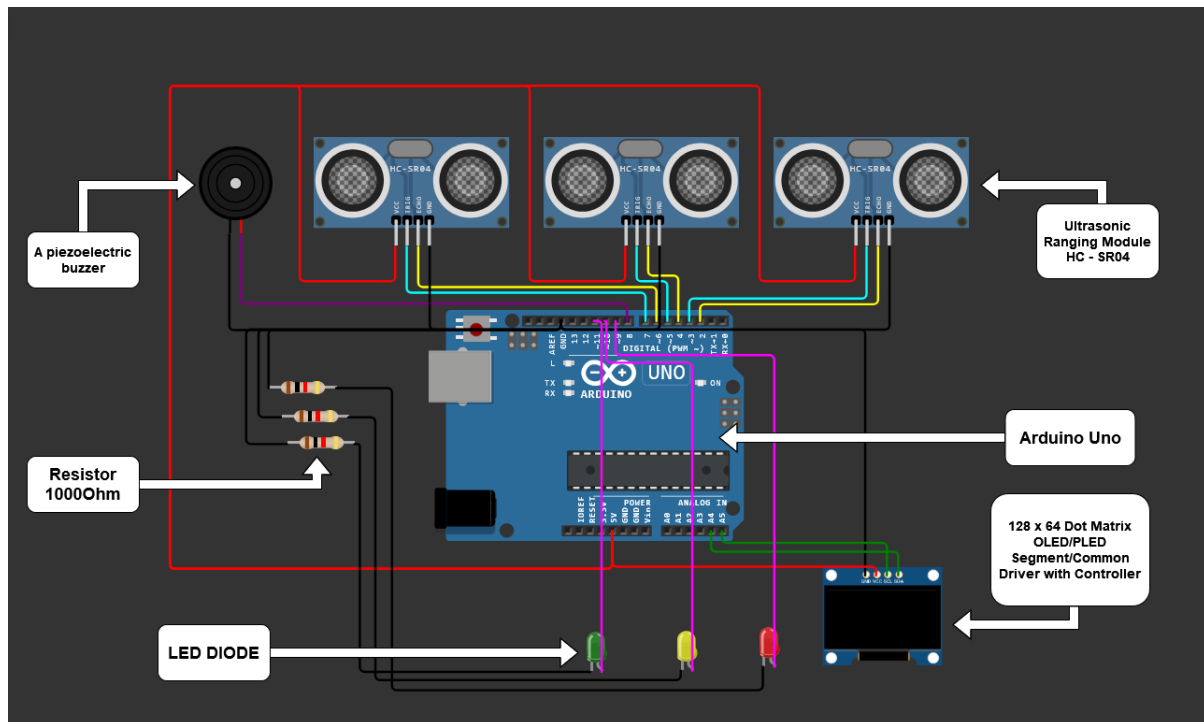 HC-SR04
VCC
TRIG
ECHO
GND
HC-SR04
VCC
TRIG
ECHO
GND
HC-SR04
VCC
TRIG
ECHO
GND
A piezoelectric
buzzer
Ultrasonic
Ranging Module
HC - SR04
AREF
GND
13
12
~11
~10
~9
8
7
~6
~5
4
~3
2
TX→1
RX←0
DIGITAL (PWM ~)
L
TX
RX
UNO
ARDUINO
ON
Resistor
1000Ohm
Arduino Uno
POWER
ANALOG IN
IOREF
RESET
3.3V
5V
GND
GND
Vin
A0
A1
A2
A3
A4
A5
128 x 64 Dot Matrix
OLED/PLED
Segment/Common
Driver with Controller
GND VCC SCL SDA
LED DIODE